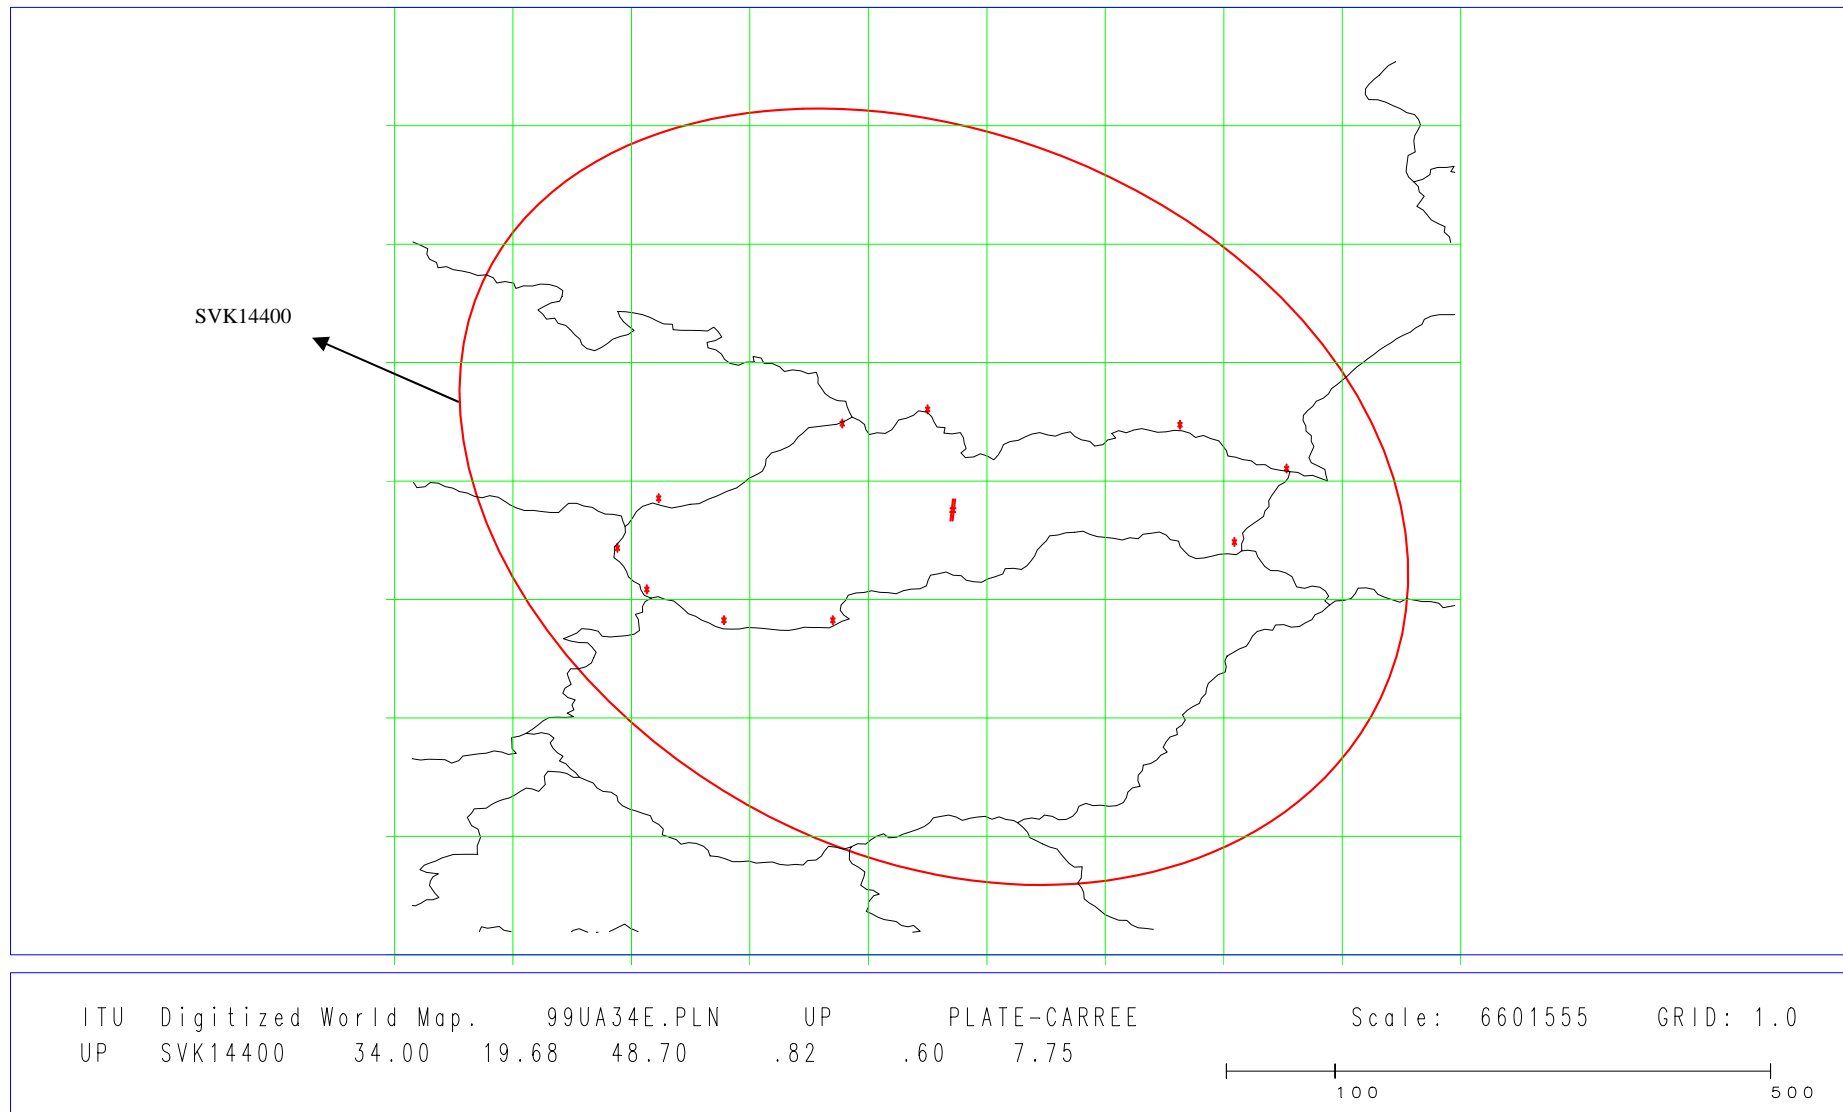 SVK14400
ITU Digitized World Map. 99UA34E.PLN UP PLATE-CARREE Scale: 6601555 GRID: 1.0
UP SVK14400 34.00 19.68 48.70 .82 .60 7.75
100 500